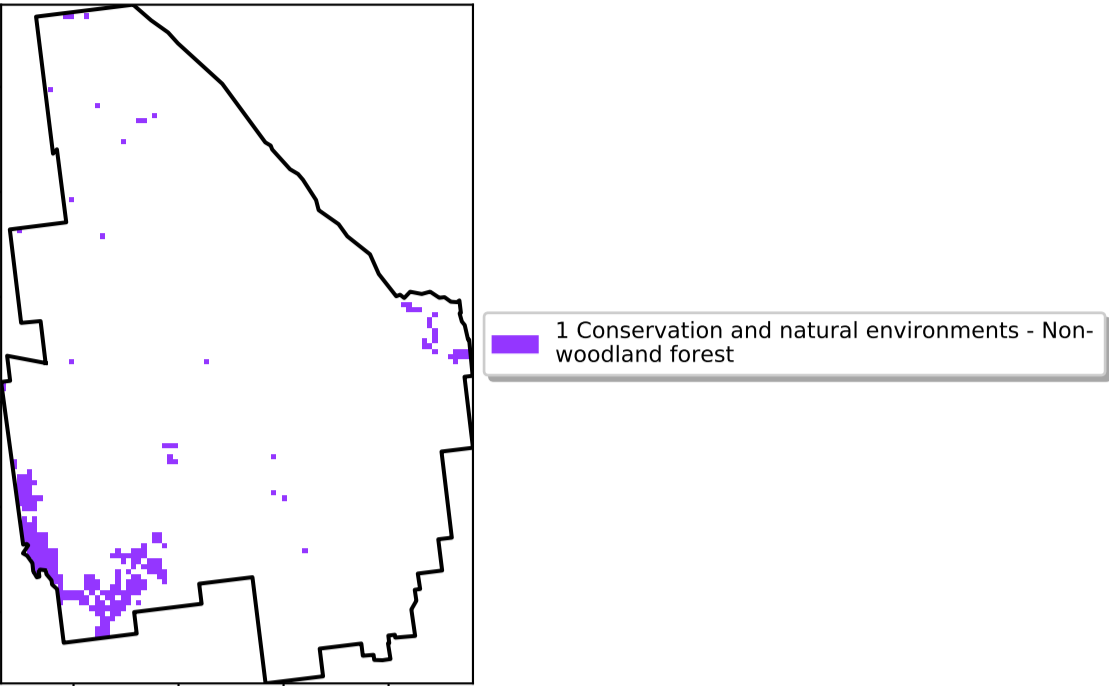 1 Conservation and natural environments - Non-
woodland forest